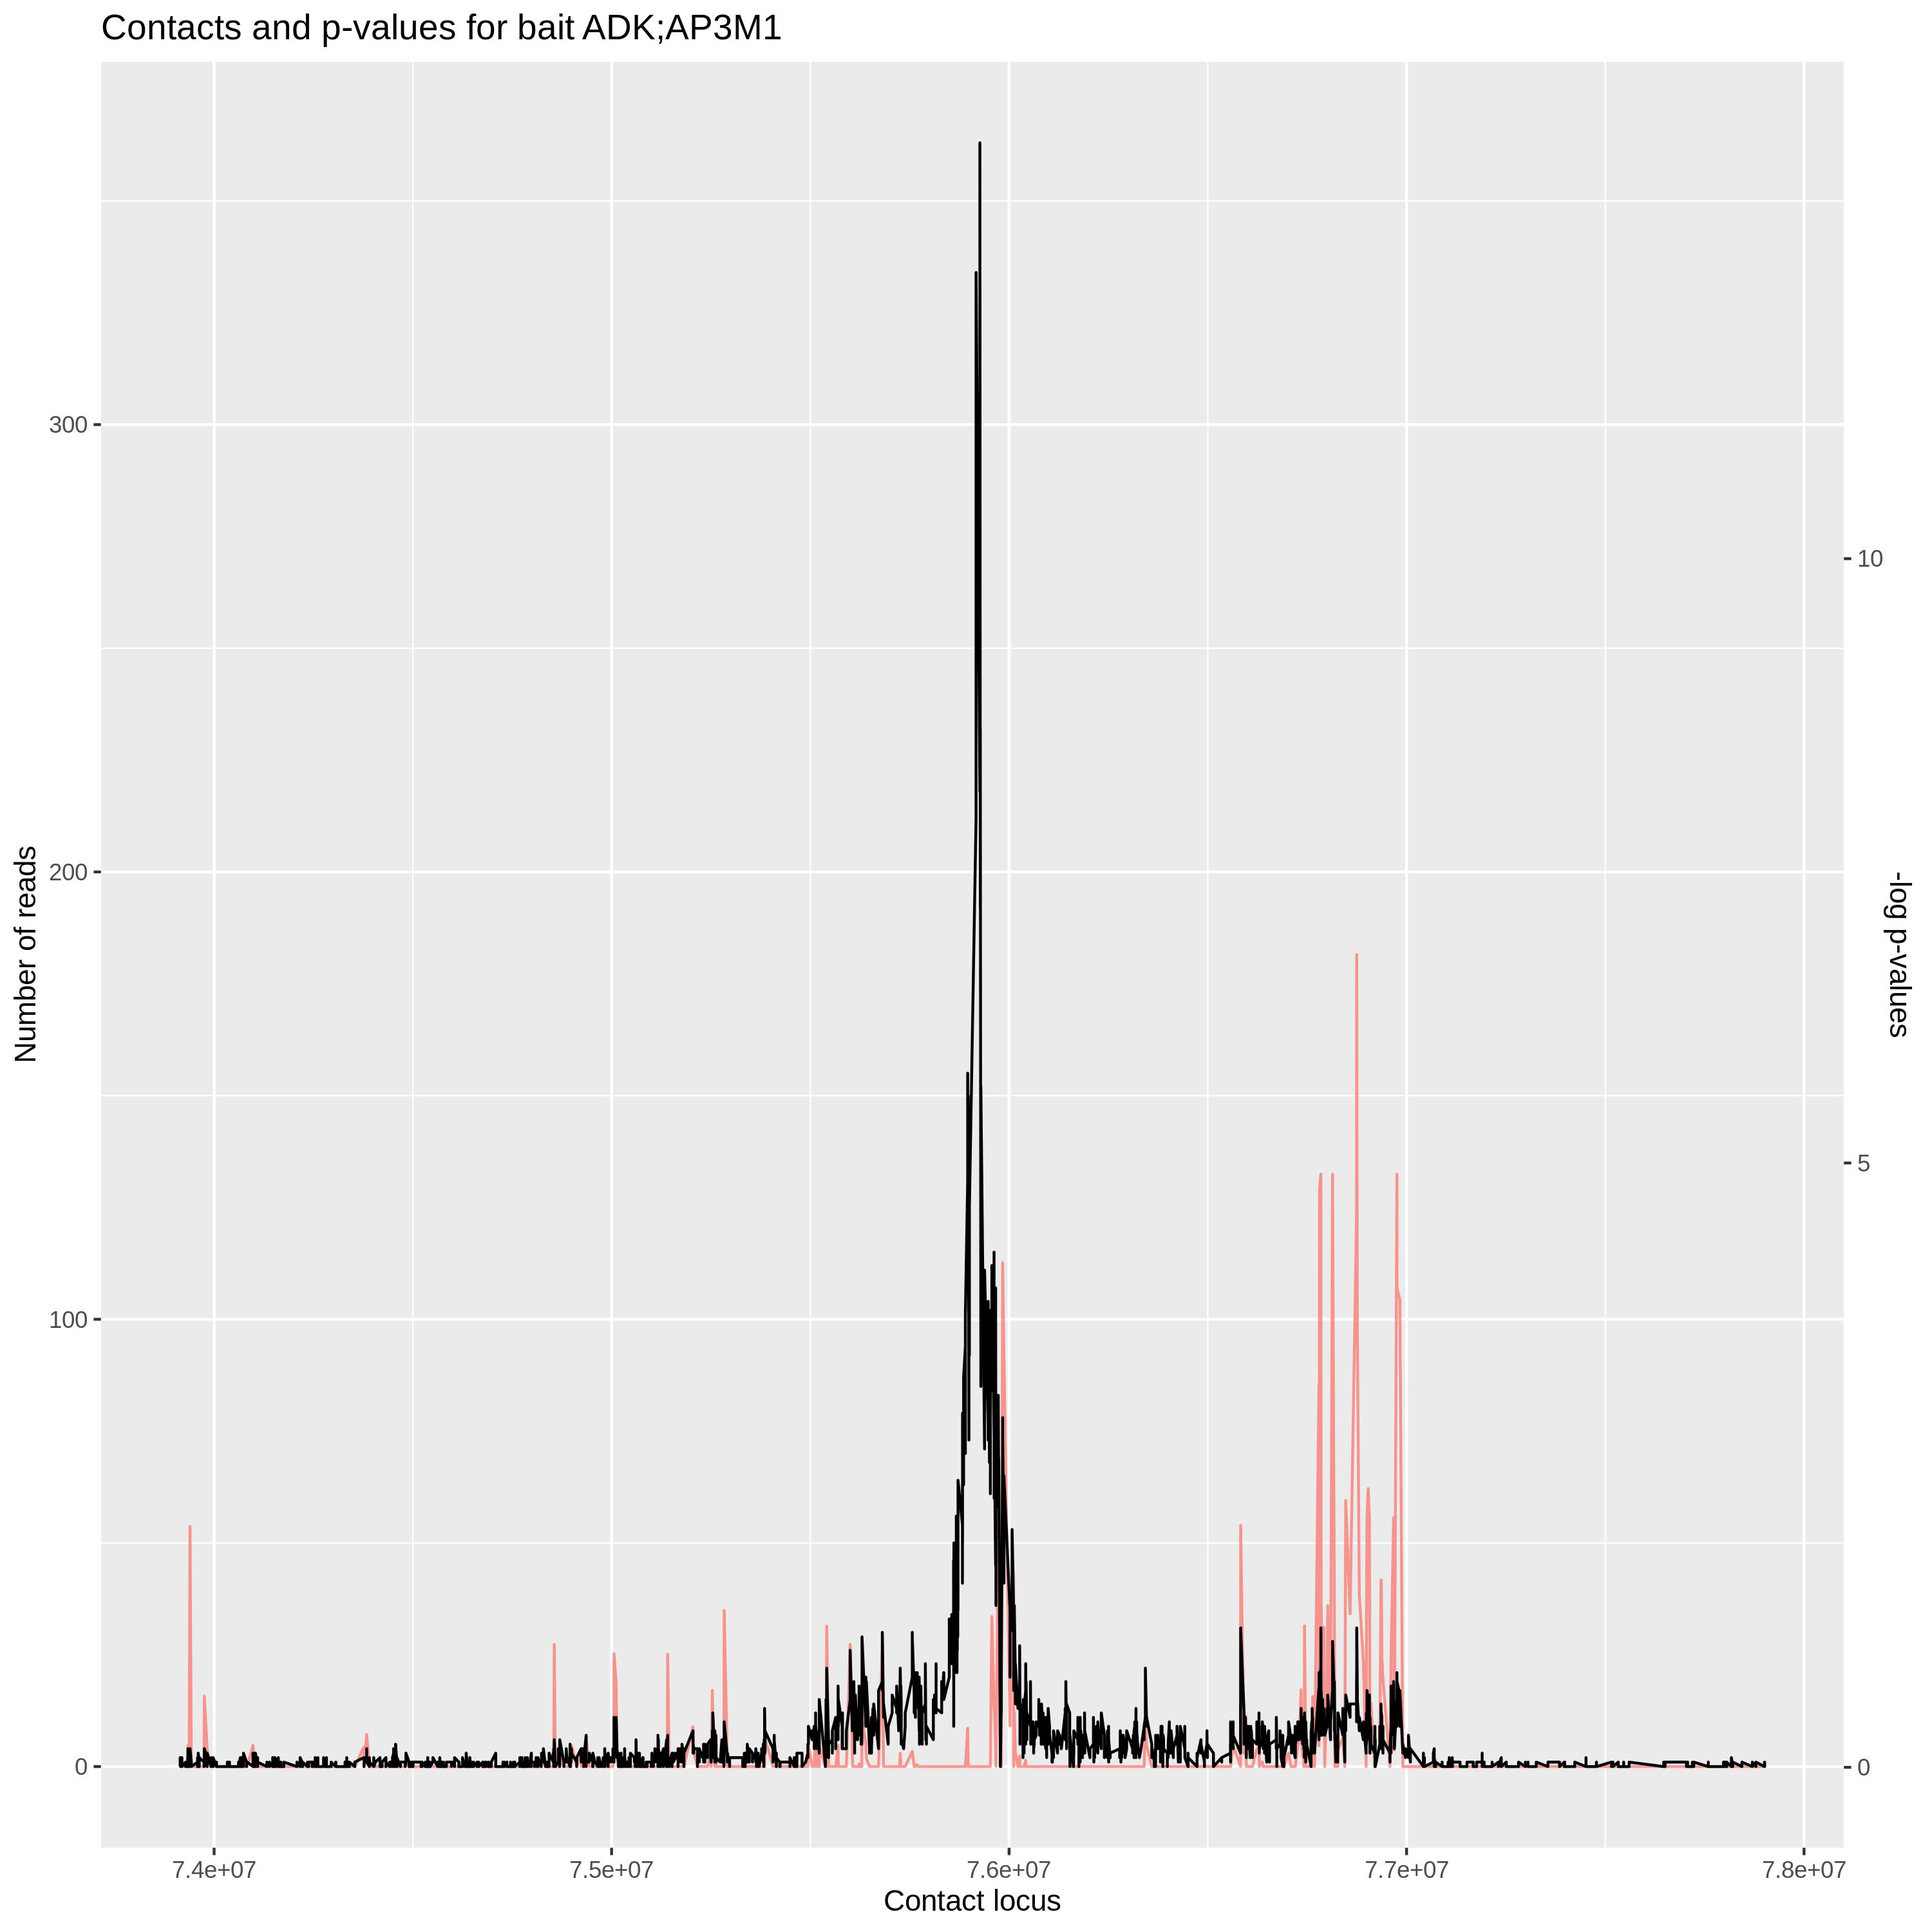 Contacts and p-values for bait ADK;AP3M1
Number of reads
300
200
100
0
10
5
0
-log p-values
7.4e+07 7.5e+07 7.6e+07 7.7e+07 7.8e+07
Contact locus